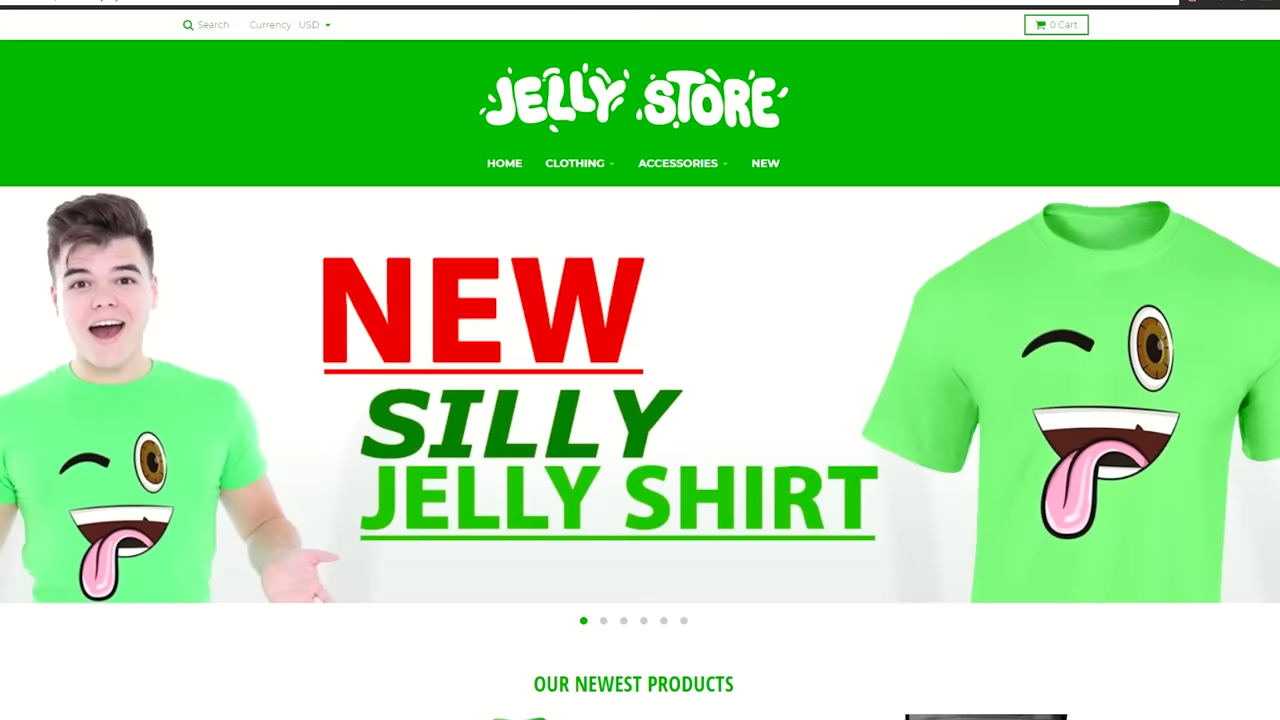 Search Currency USD 0 Cart
JELLY STORE
HOME CLOTHING ACCESSORIES NEW
NEW
SILLY
JELLY SHIRT
OUR NEWEST PRODUCTS